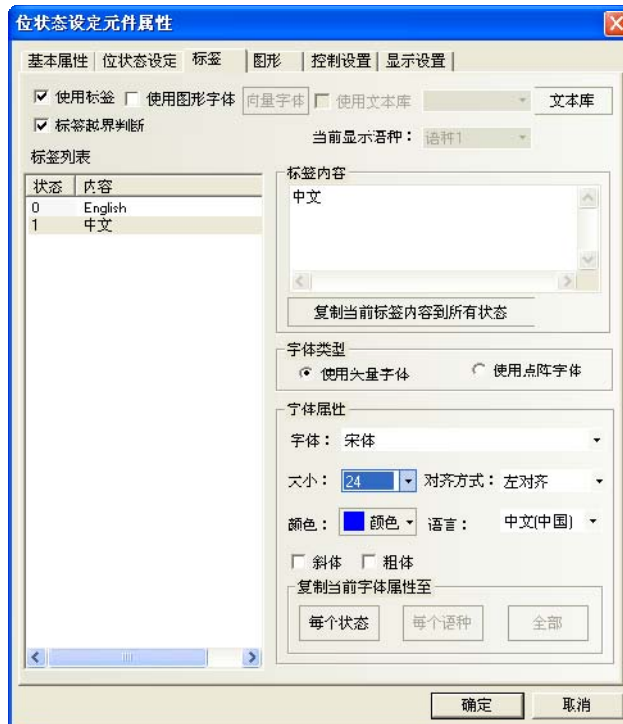 位状态设定元件属性
基本属性 位状态设定 标签 图形 控制设置 显示设置
使用标签 使用图形字体 向量字体 使用文本库 文本库
标签越界判断
当前显示语种： 语种1
标签列表
标签内容
状态 内容
0 English
1 中文
中文
复制当前标签内容到所有状态
字体类型
使用矢量字体 使用点阵字体
字体属性
字体： 宋体
大小： 24 对齐方式： 左对齐
颜色： 颜色 语言： 中文(中国)
斜体 粗体
复制当前字体属性至
每个状态 每个语种 全部
确定 取消